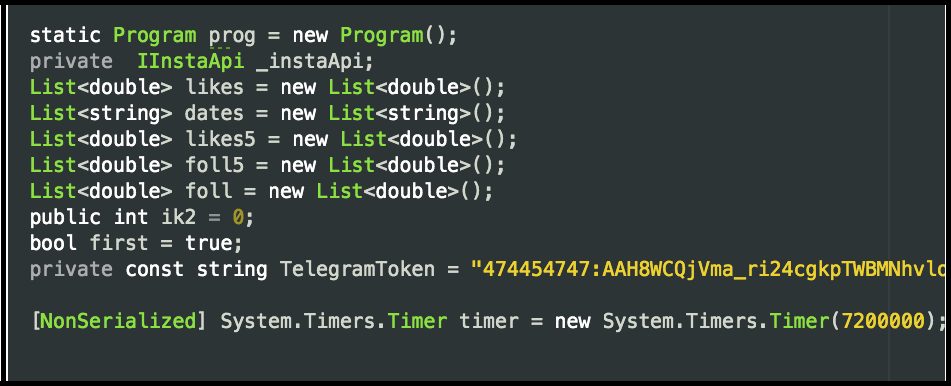 static Program prog = new Program();
private  IInstaApi _instaApi;
List<double> likes = new List<double>();
List<string> dates = new List<string>();
List<double> likes5 = new List<double>();
List<double> foll5 = new List<double>();
List<double> foll = new List<double>();
public int ik2 = 0;
bool first = true;
private const string TelegramToken = "474454747:AAH8WCQjVma_ri24cgkpTWBMNhvlc
[NonSerialized] System.Timers.Timer timer = new System.Timers.Timer(7200000);